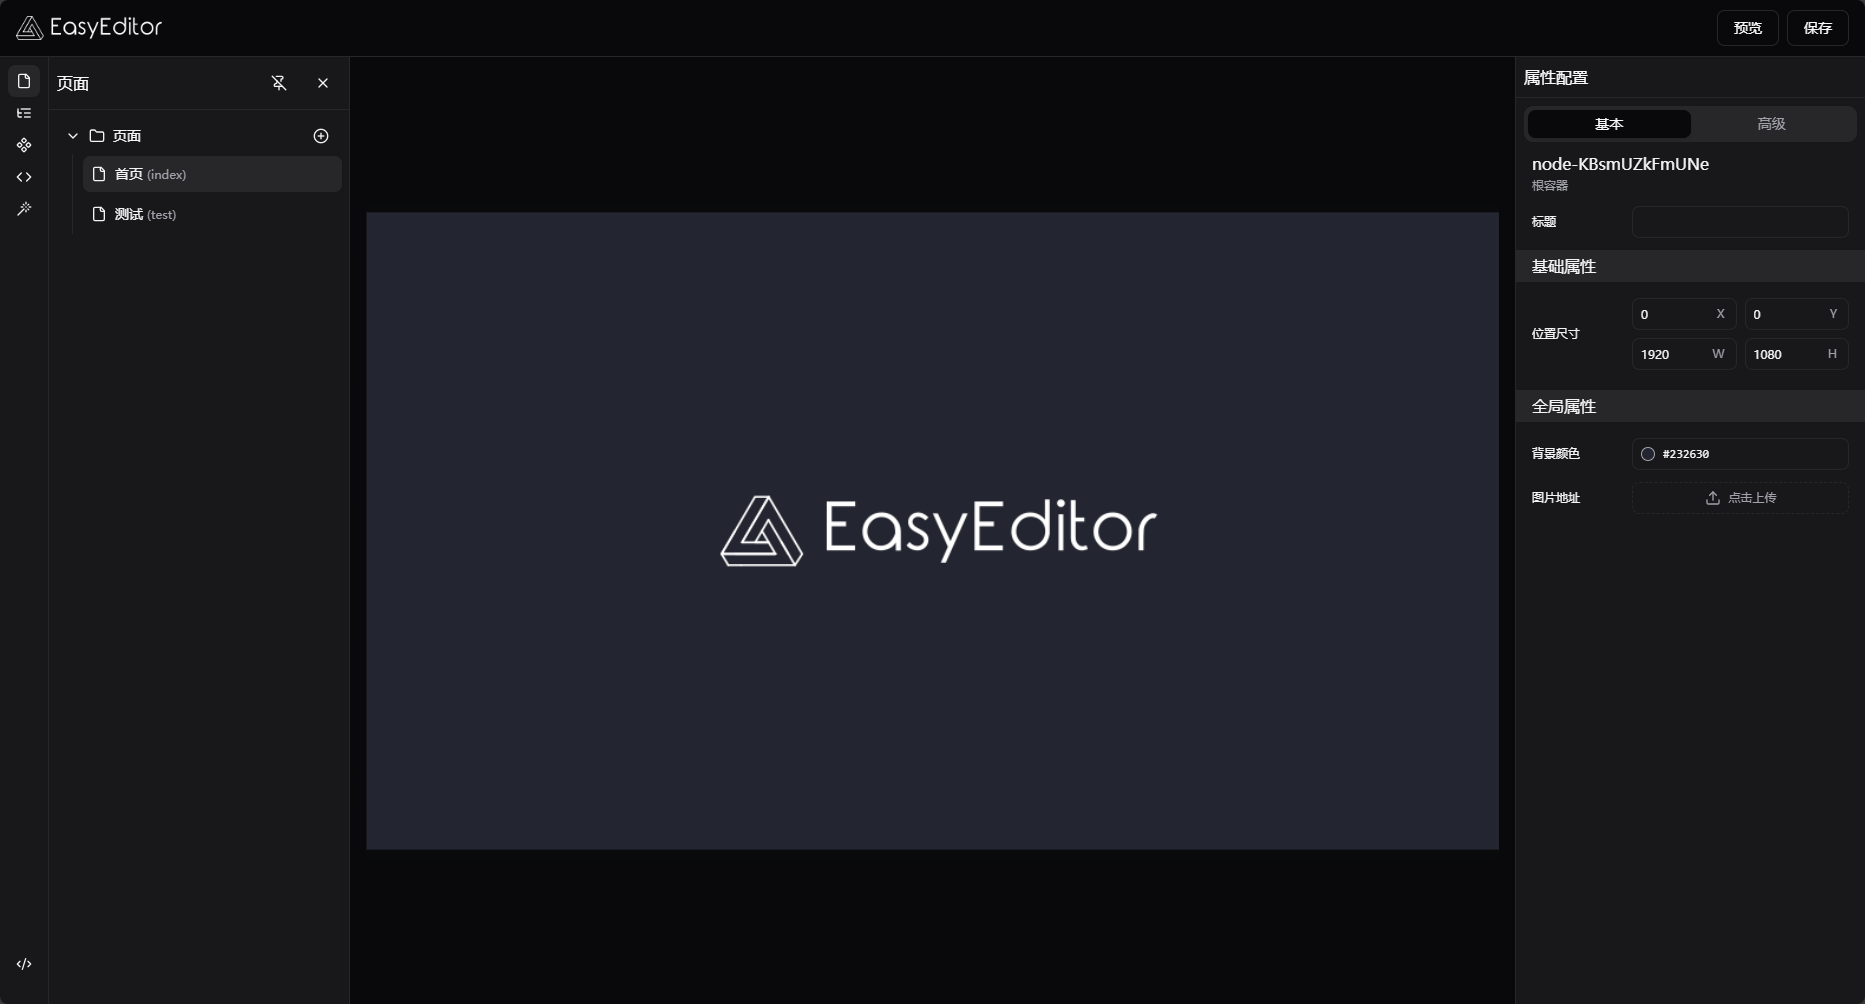 EasyEditor
预览 保存
页面
页面
首页 (index)
测试 (test)
EasyEditor
属性配置
基本 高级
node-KBsmUZkFmUNe
根容器
标题
基础属性
位置尺寸
0 X 0 Y
1920 W 1080 H
全局属性
背景颜色 #232630
图片地址 点击上传